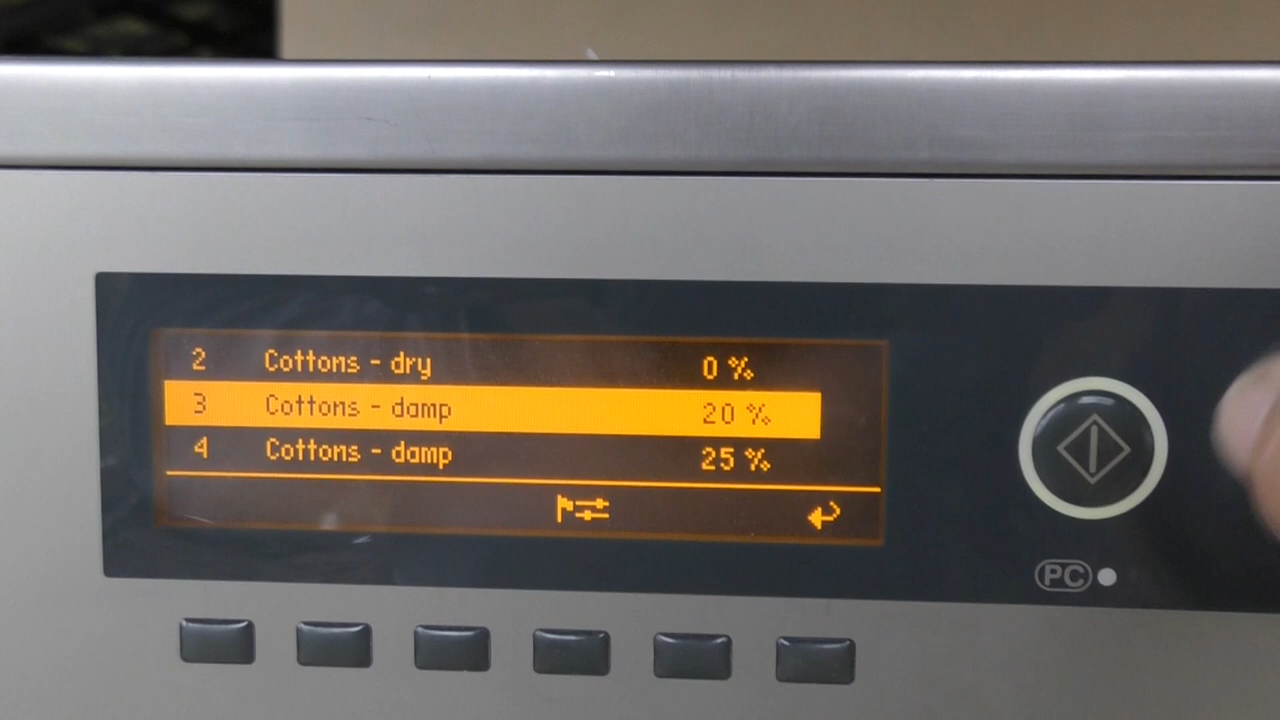 2 Cottons - dry 0 %
3 Cottons - damp 20 %
4 Cottons - damp 25 %
PC